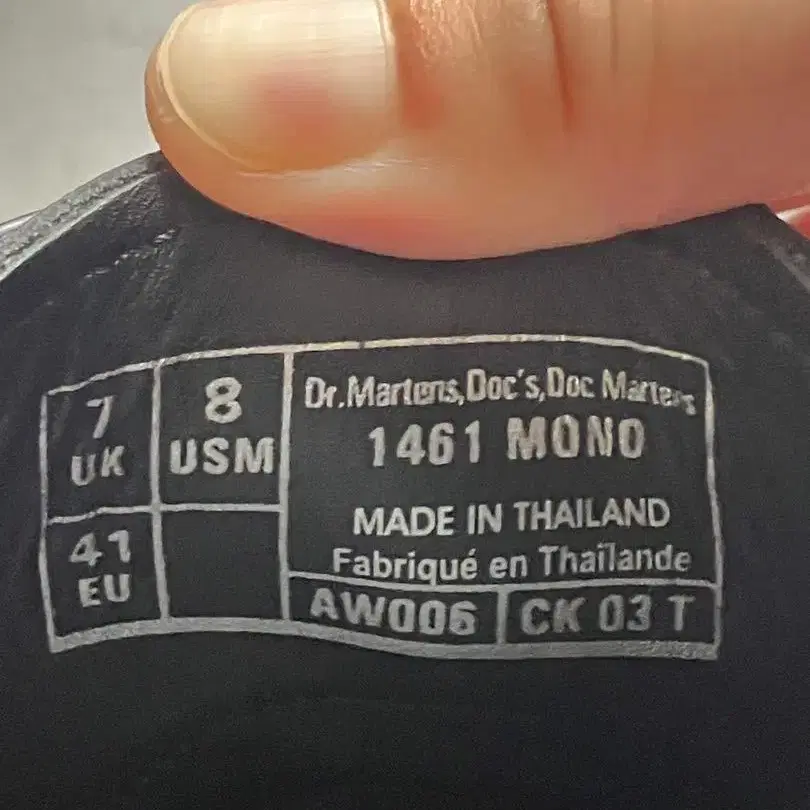 7
UK
8
USM
41
EU
Dr.Martens,Doc's,Doc Martens
1461 MONO
MADE IN THAILAND
Fabriqué en Thaïlande
AW006
CK 03 T